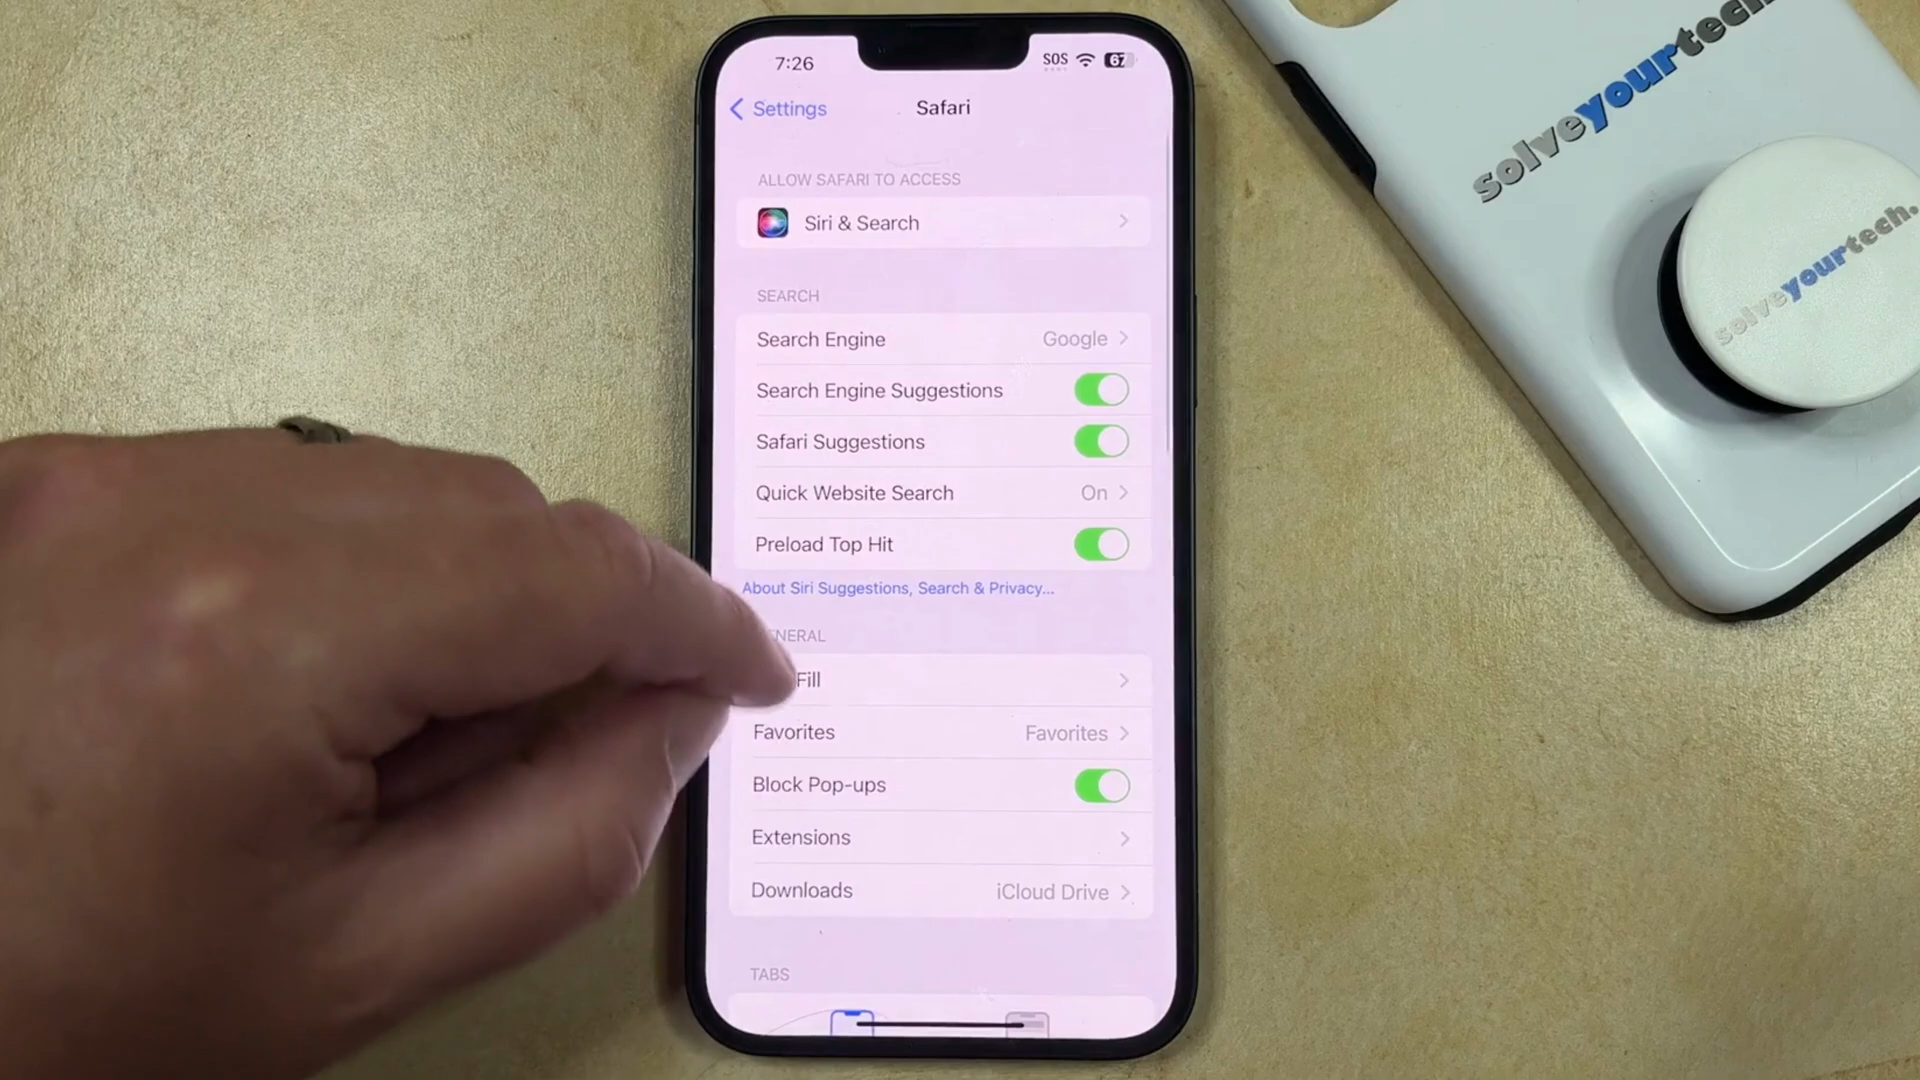 7:26
SOS
67
Settings
Safari
ALLOW SAFARI TO ACCESS
Siri & Search
SEARCH
Search Engine Google
Search Engine Suggestions
Safari Suggestions
Quick Website Search On
Preload Top Hit
About Siri Suggestions, Search & Privacy...
NERAL
Fill
Favorites Favorites
Block Pop-ups
Extensions
Downloads iCloud Drive
TABS
solveyourtech.
solveyourtech.